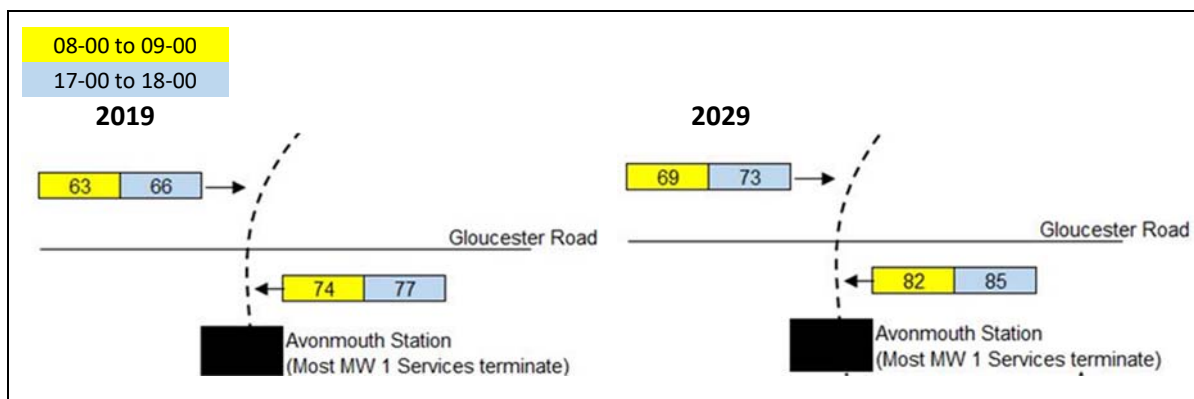 08-00 to 09-00
17-00 to 18-00
2019
63 66
Gloucester Road
74 77
Avonmouth Station
(Most MW 1 Services terminate)
2029
69 73
Gloucester Road
82 85
Avonmouth Station
(Most MW 1 Services terminate)